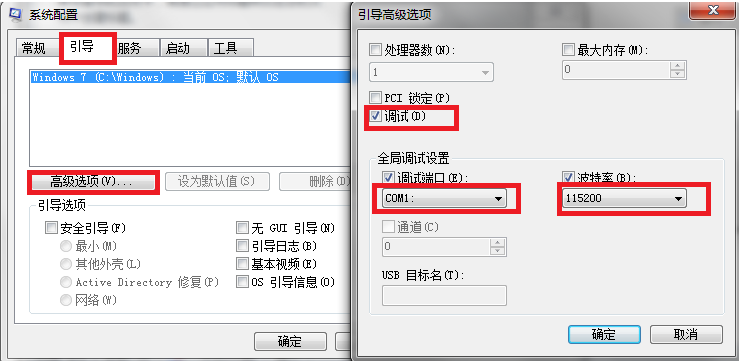 系统配置
常规 引导 服务 启动 工具
Windows 7 (C:\Windows) : 当前 OS; 默认 OS
高级选项(V)... 设为默认值(S) 删除(D)
引导选项
安全引导(F) 无 GUI 引导(N)
最小(M) 引导日志(B)
其他外壳(L) 基本视频(E)
Active Directory 修复(P) OS 引导信息(O)
网络(W)
确定
引导高级选项
处理器数(N): 最大内存(M):
1 0
PCI 锁定(P)
调试(D)
全局调试设置
调试端口(E): 波特率(B):
COM1: 115200
通道(C)
0
USB 目标名(T):
确定 取消